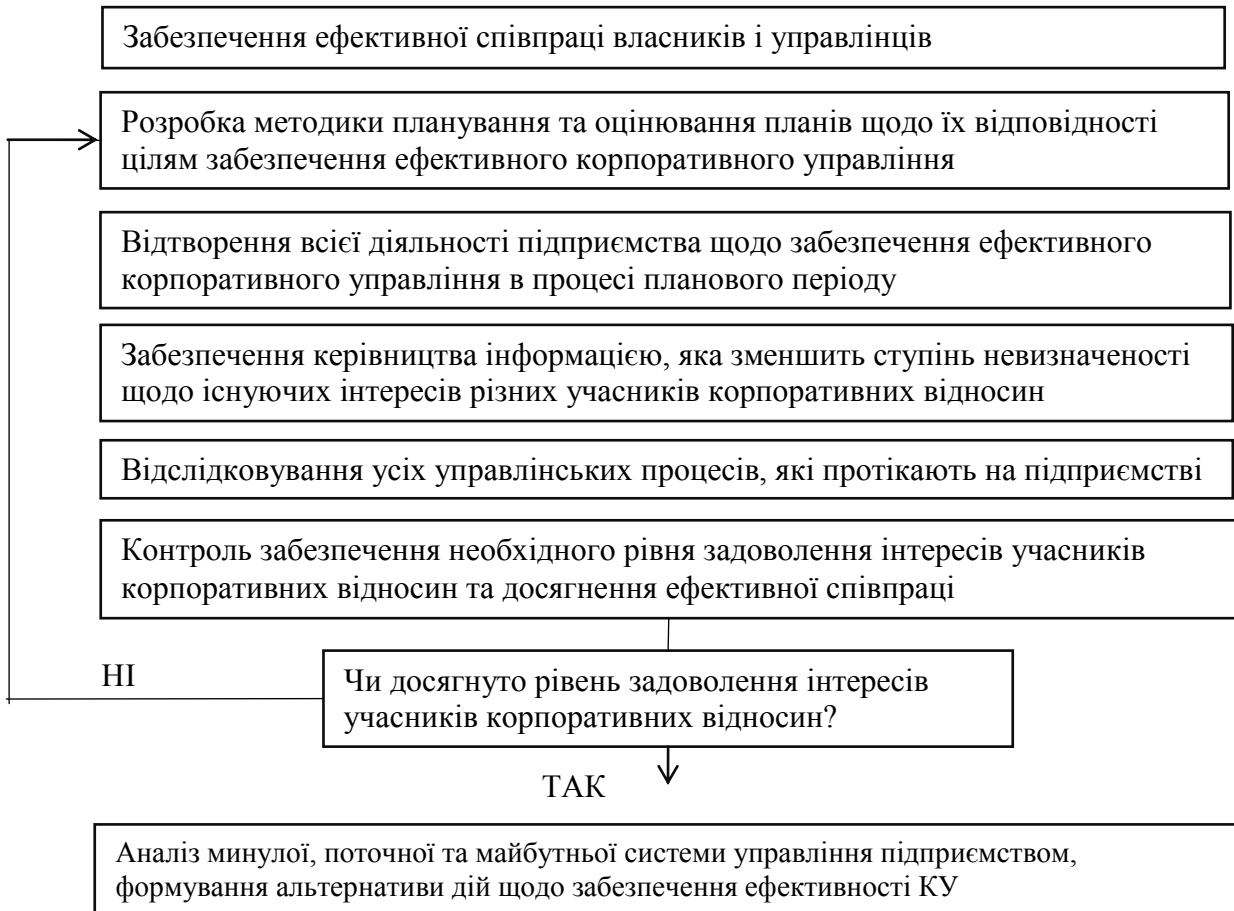 Забезпечення ефективної співпраці власників і управлінців
Розробка методики планування та оцінювання планів щодо їх відповідності
цілям забезпечення ефективного корпоративного управління
Відтворення всієї діяльності підприємства щодо забезпечення ефективного
корпоративного управління в процесі планового періоду
Забезпечення керівництва інформацією, яка зменшить ступінь невизначеності
щодо існуючих інтересів різних учасників корпоративних відносин
Відслідковування усіх управлінських процесів, які протікають на підприємстві
Контроль забезпечення необхідного рівня задоволення інтересів учасників
корпоративних відносин та досягнення ефективної співпраці
НІ
Чи досягнуто рівень задоволення інтересів
учасників корпоративних відносин?
ТАК
Аналіз минулої, поточної та майбутньої системи управління підприємством,
формування альтернативи дій щодо забезпечення ефективності КУ